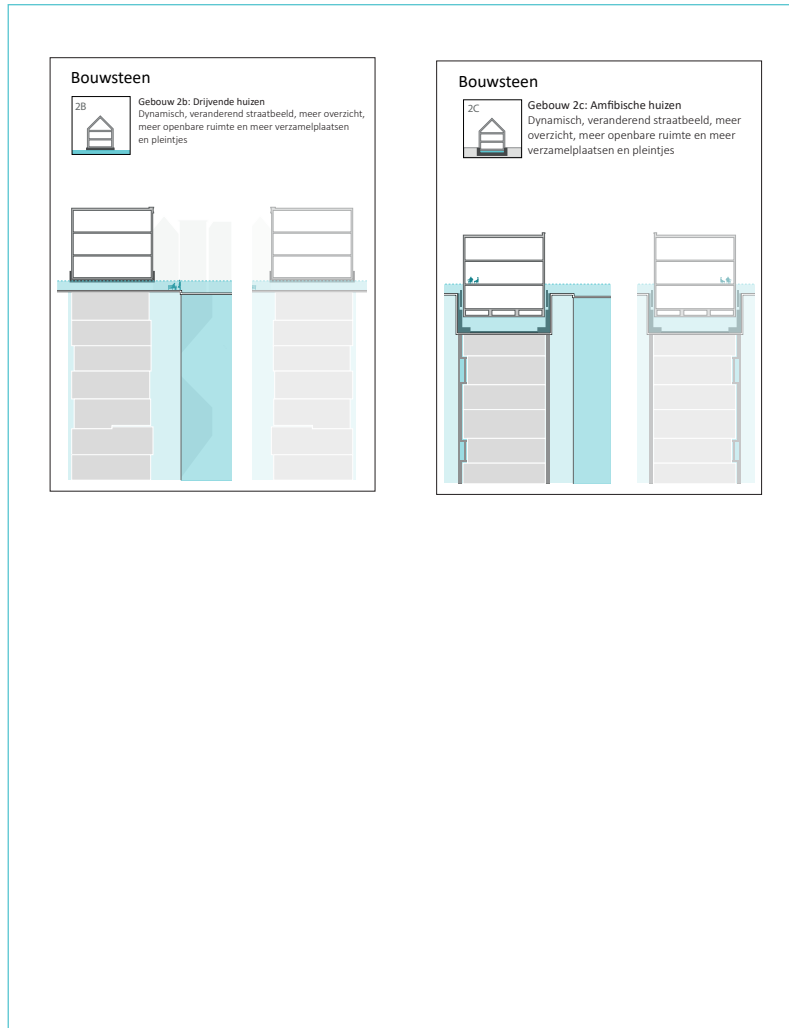 Bouwsteen
2B
Gebouw 2b: Drijvende huizen
Dynamisch, veranderend straatbeeld, meer overzicht,
meer openbare ruimte en meer verzamelplaatsen
en pleintjes
Bouwsteen
2C
Gebouw 2c: Amfibische huizen
Dynamisch, veranderend straatbeeld, meer
overzicht, meer openbare ruimte en meer
verzamelplaatsen en pleintjes